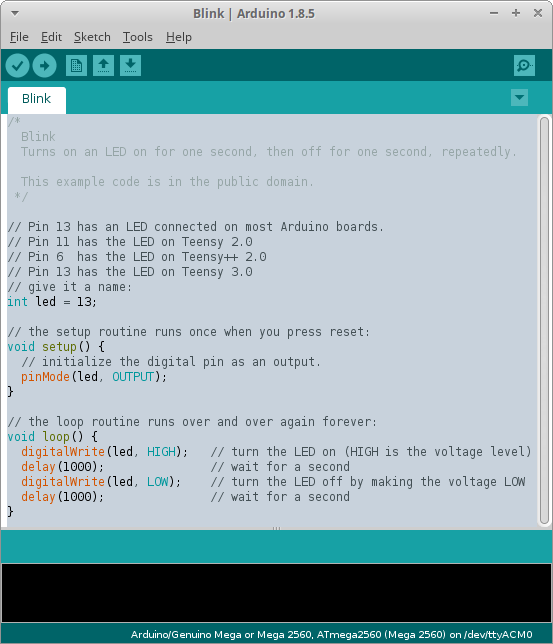 Blink | Arduino 1.8.5
File Edit Sketch Tools Help
Blink
/*
  Blink
  Turns on an LED on for one second, then off for one second, repeatedly.

  This example code is in the public domain.
 */

// Pin 13 has an LED connected on most Arduino boards.
// Pin 11 has the LED on Teensy 2.0
// Pin 6  has the LED on Teensy++ 2.0
// Pin 13 has the LED on Teensy 3.0
// give it a name:
int led = 13;

// the setup routine runs once when you press reset:
void setup() {
  // initialize the digital pin as an output.
  pinMode(led, OUTPUT);
}

// the loop routine runs over and over again forever:
void loop() {
  digitalWrite(led, HIGH);   // turn the LED on (HIGH is the voltage level)
  delay(1000);               // wait for a second
  digitalWrite(led, LOW);    // turn the LED off by making the voltage LOW
  delay(1000);               // wait for a second
}
Arduino/Genuino Mega or Mega 2560, ATmega2560 (Mega 2560) on /dev/ttyACM0